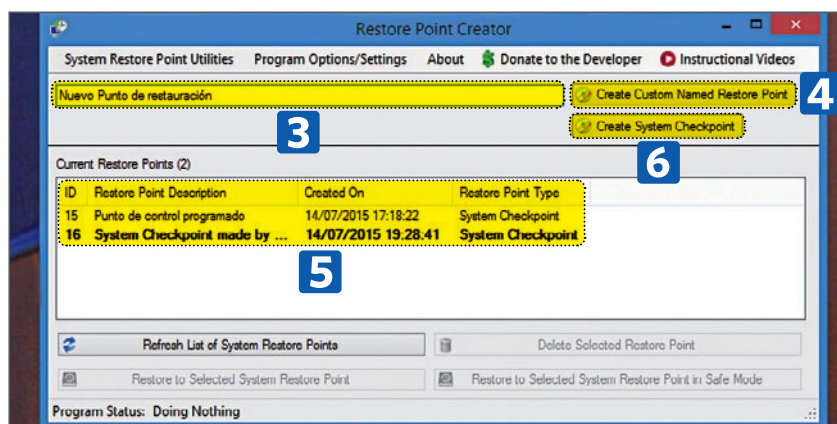 Restore Point Creator
System Restore Point Utilities Program Options/Settings About Donate to the Developer Instructional Videos
Nuevo Punto de restauración Create Custom Named Restore Point 4
3 Create System Checkpoint
6
Current Restore Points (2)
ID Restore Point Description Created On Restore Point Type
15 Punto de control programado 14/07/2015 17:18:22 System Checkpoint
16 System Checkpoint made by ... 14/07/2015 19:28:41 System Checkpoint
5
Refresh List of System Restore Points Delete Selected Restore Point
Restore to Selected System Restore Point Restore to Selected System Restore Point in Safe Mode
Program Status: Doing Nothing